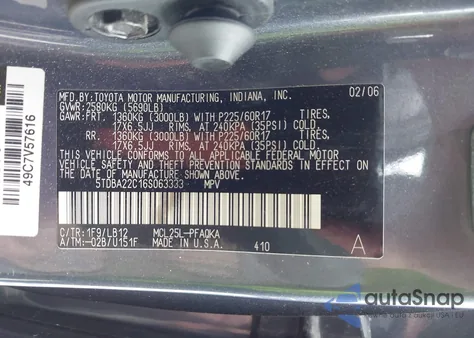 49C7V57616
MFD. BY: TOYOTA MOTOR MANUFACTURING, INDIANA, INC. 02/06
GVWR: 2580KG (5690LB)
GAWR: FRT. 1360KG (3000LB) WITH P225/60R17 TIRES,
17X6.5JJ RIMS, AT 240KPA (35PSI) COLD.
RR. 1360KG (3000LB) WITH P225/60R17 TIRES,
17X6.5JJ RIMS, AT 240KPA (35PSI) COLD.
THIS VEHICLE CONFORMS TO ALL APPLICABLE FEDERAL MOTOR
VEHICLE SAFETY AND THEFT PREVENTION STANDARDS IN EFFECT ON
THE DATE OF MANUFACTURE SHOWN ABOVE.
5TDBA22C16S063333 MPV
C/TR: 1F9/LB12 MCL25L-PFAQKA
A/TM: -02B/U151F MADE IN U.S.A. 410 A
autoSnap